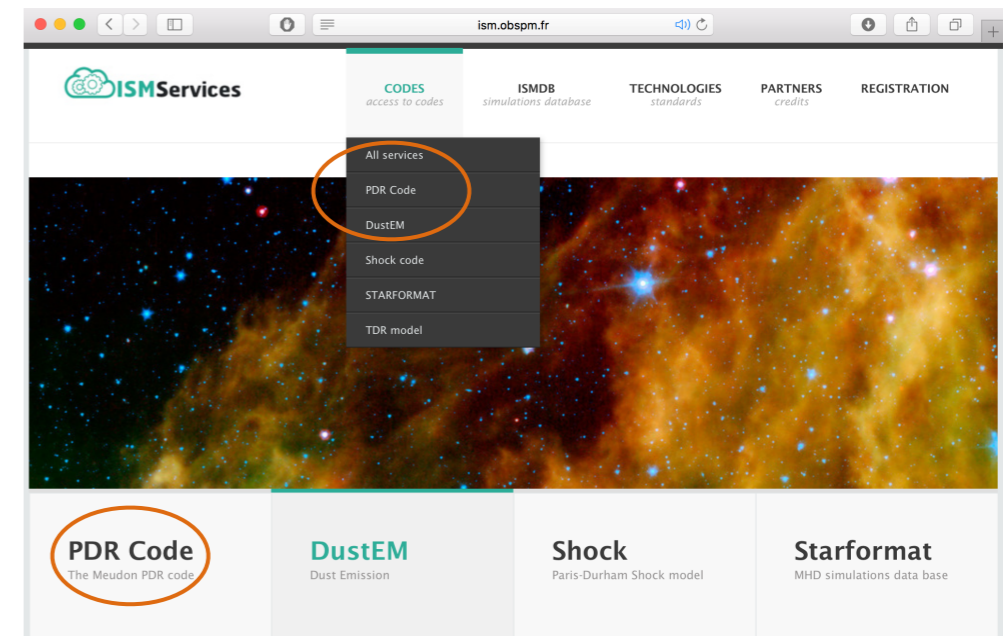 ism.obspm.fr
ISMServices
CODES
access to codes
ISMDB
simulations database
TECHNOLOGIES
standards
PARTNERS
credits
REGISTRATION
All services
PDR Code
DustEM
Shock code
STARFORMAT
TDR model
PDR Code
The Meudon PDR code
DustEM
Dust Emission
Shock
Paris-Durham Shock model
Starformat
MHD simulations data base